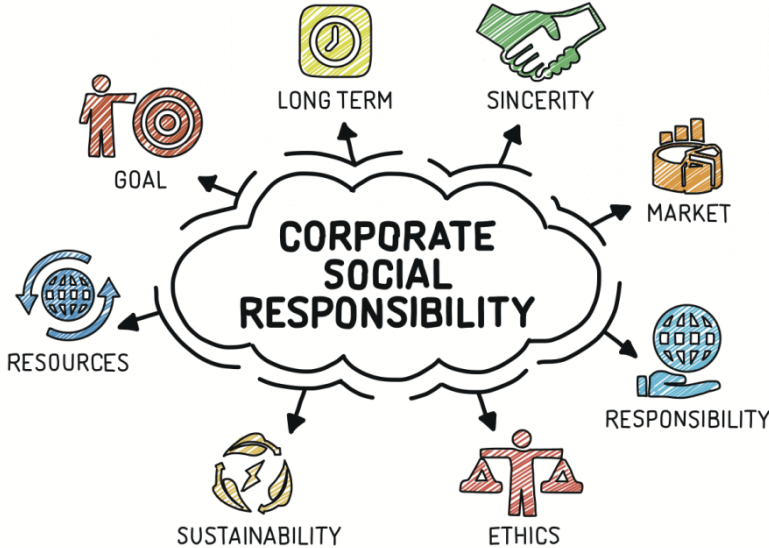 LONG TERM
SINCERITY
GOAL
MARKET
CORPORATE
SOCIAL
RESPONSIBILITY
RESOURCES
RESPONSIBILITY
SUSTAINABILITY
ETHICS